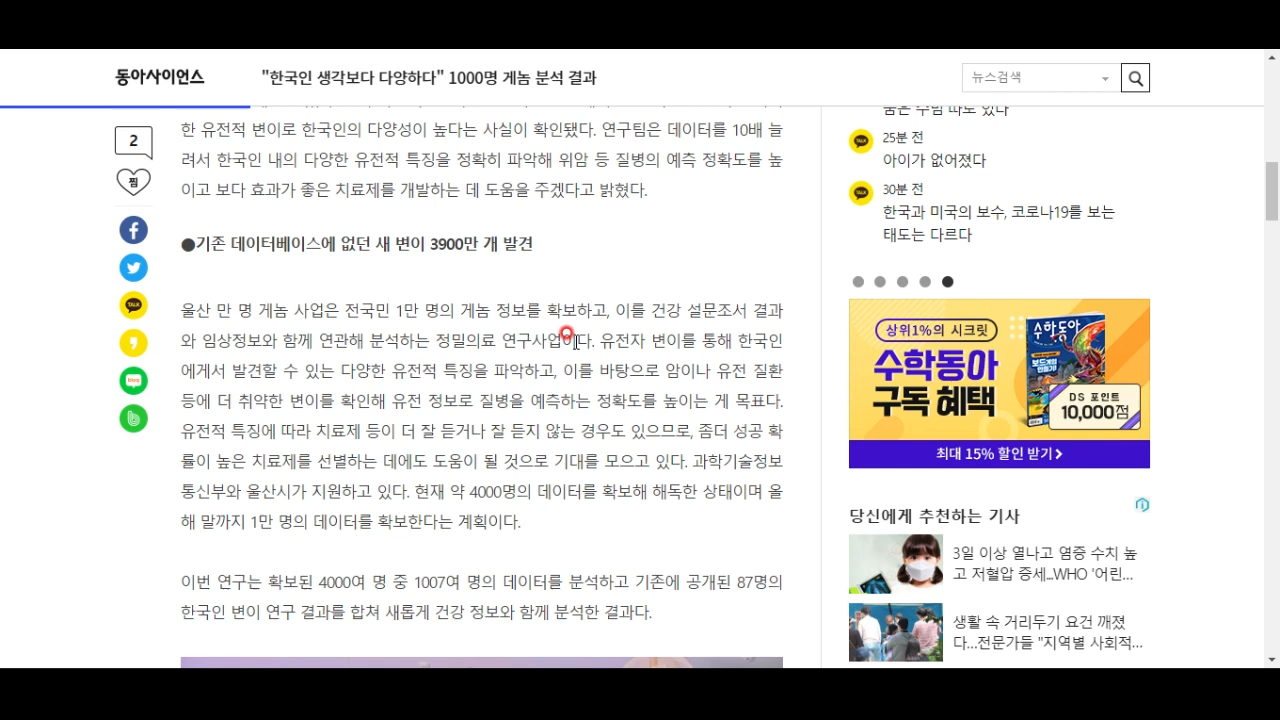 동아사이언스
"한국인 생각보다 다양하다" 1000명 게놈 분석 결과
뉴스검색
2
찜
TALK
blog
한 유전적 변이로 한국인의 다양성이 높다는 사실이 확인됐다. 연구팀은 데이터를 10배 늘
려서 한국인 내의 다양한 유전적 특징을 정확히 파악해 위암 등 질병의 예측 정확도를 높
이고 보다 효과가 좋은 치료제를 개발하는 데 도움을 주겠다고 밝혔다.
●기존 데이터베이스에 없던 새 변이 3900만 개 발견
울산 만 명 게놈 사업은 전국민 1만 명의 게놈 정보를 확보하고, 이를 건강 설문조서 결과
와 임상정보와 함께 연관해 분석하는 정밀의료 연구사업이다. 유전자 변이를 통해 한국인
에게서 발견할 수 있는 다양한 유전적 특징을 파악하고, 이를 바탕으로 암이나 유전 질환
등에 더 취약한 변이를 확인해 유전 정보로 질병을 예측하는 정확도를 높이는 게 목표다.
유전적 특징에 따라 치료제 등이 더 잘 듣거나 잘 듣지 않는 경우도 있으므로, 좀더 성공 확
률이 높은 치료제를 선별하는 데에도 도움이 될 것으로 기대를 모으고 있다. 과학기술정보
통신부와 울산시가 지원하고 있다. 현재 약 4000명의 데이터를 확보해 해독한 상태이며 올
해 말까지 1만 명의 데이터를 확보한다는 계획이다.
이번 연구는 확보된 4000여 명 중 1007여 명의 데이터를 분석하고 기존에 공개된 87명의
한국인 변이 연구 결과를 합쳐 새롭게 건강 정보와 함께 분석한 결과다.
TALK
25분 전
아이가 없어졌다
TALK
30분 전
한국과 미국의 보수, 코로나19를 보는
태도는 다르다
상위1%의 시크릿
수학동아
구독 혜택
수학동아
보드게임
만들기!
DS 포인트
10,000점
최대 15% 할인 받기
당신에게 추천하는 기사
3일 이상 열나고 염증 수치 높
고 저혈압 증세...WHO '어린...
생활 속 거리두기 요건 깨졌
다...전문가들 "지역별 사회적...